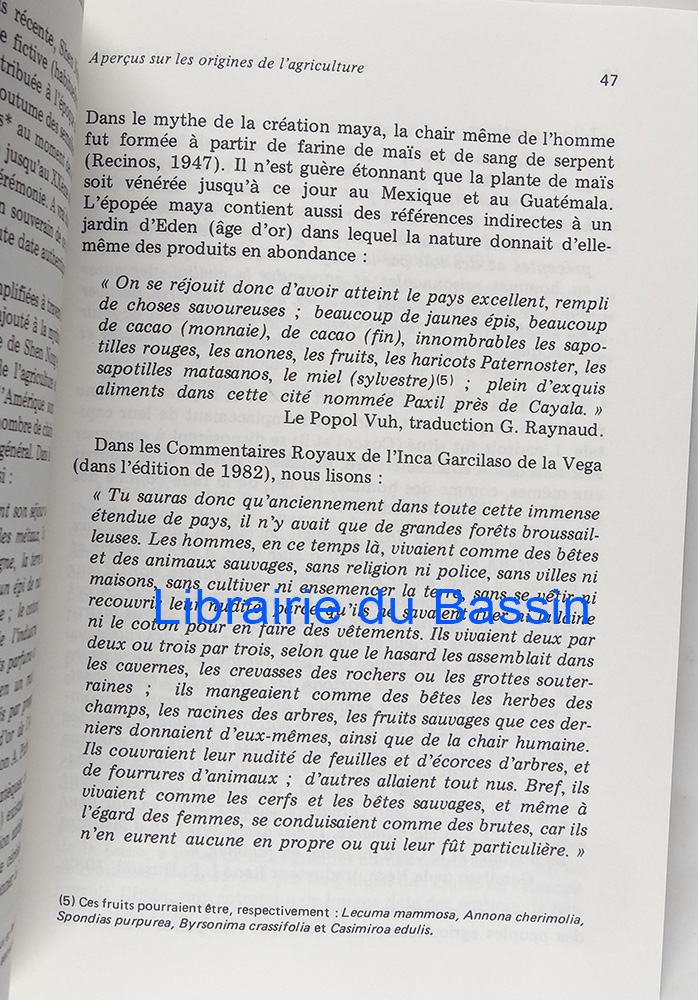 Aperçus sur les origines de l'agriculture
47
Dans le mythe de la création maya, la chair même de l'homme
fut formée à partir de farine de maïs et de sang de serpent
(Recinos, 1947). Il n'est guère étonnant que la plante de maïs
soit vénérée jusqu'à ce jour au Mexique et au Guatémala.
L'épopée maya contient aussi des références indirectes à un
jardin d'Eden (âge d'or) dans lequel la nature donnait d'elle-
même des produits en abondance :
« On se réjouit donc d'avoir atteint le pays excellent, rempli
de choses savoureuses ; beaucoup de jaunes épis, beaucoup
de cacao (monnaie), de cacao (fin), innombrables les sapo-
tilles rouges, les anones, les fruits, les haricots Paternoster, les
sapotilles matasanos, le miel (sylvestre)(5) ; plein d'exquis
aliments dans cette cité nommée Paxil près de Cayala. »
Le Popol Vuh, traduction G. Raynaud.
Dans les Commentaires Royaux de l'Inca Garcilaso de la Vega
(dans l'édition de 1982), nous lisons :
« Tu sauras donc qu'anciennement dans toute cette immense
étendue de pays, il n'y avait que de grandes forêts broussail-
leuses. Les hommes, en ce temps là, vivaient comme des bêtes
et des animaux sauvages, sans religion ni police, sans villes ni
maisons, sans cultiver ni ensemencer la terre, sans se vêtir ni
recouvrir leur nudité, parce qu'ils ne savaient ni laine
ni le coton pour en faire des vêtements. Ils vivaient deux par
deux ou trois par trois, selon que le hasard les assemblait dans
les cavernes, les crevasses des rochers ou les grottes souter-
raines ; ils mangeaient comme des bêtes les herbes des
champs, les racines des arbres, les fruits sauvages que ces der-
niers donnaient d'eux-mêmes, ainsi que de la chair humaine.
Ils couvraient leur nudité de feuilles et d'écorces d'arbres, et
de fourrures d'animaux ; d'autres allaient tout nus. Bref, ils
vivaient comme les cerfs et les bêtes sauvages, et même à
l'égard des femmes, se conduisaient comme des brutes, car ils
n'en eurent aucune en propre ou qui leur fût particulière. »
(5) Ces fruits pourraient être, respectivement : Lecuma mammosa, Annona cherimolia,
Spondias purpurea, Byrsonima crassifolia et Casimiroa edulis.
Librairie du Bassin